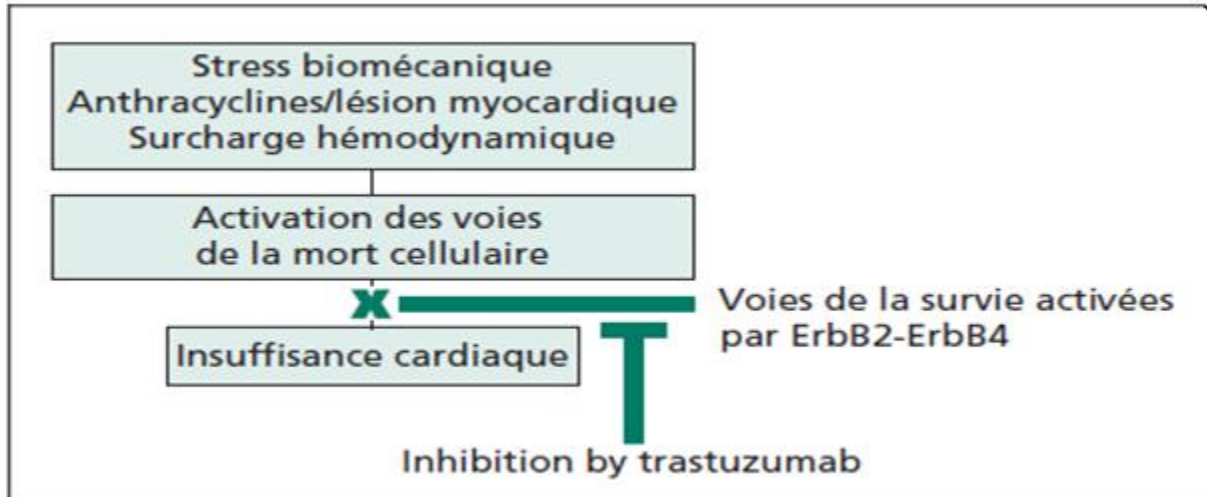 Stress biomécanique
Anthracyclines/lésion myocardique
Surcharge hémodynamique
Activation des voies
de la mort cellulaire
Voies de la survie activées
par ErbB2-ErbB4
Insuffisance cardiaque
Inhibition by trastuzumab